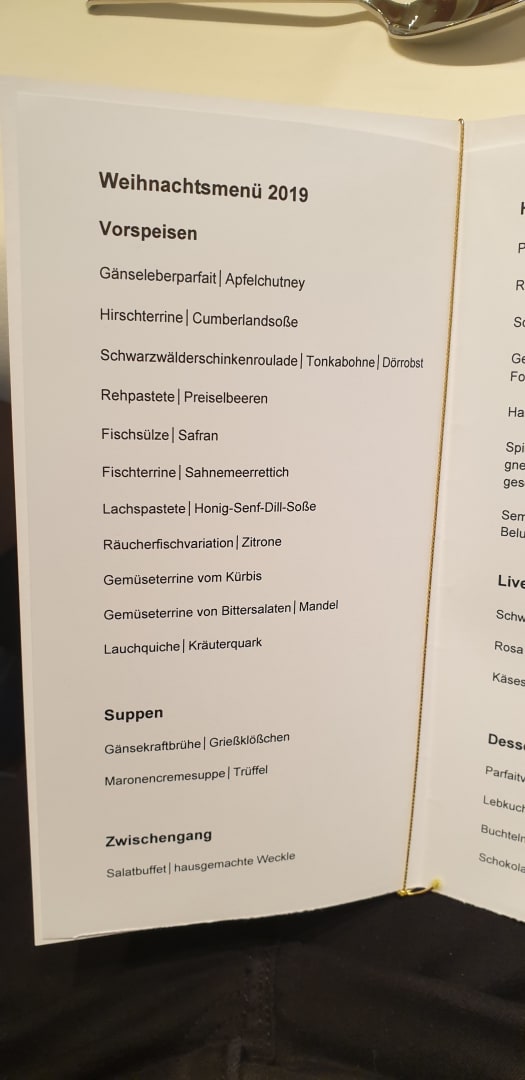 Weihnachtsmenü 2019
Vorspeisen
Gänseleberparfait| Apfelchutney
Hirschterrine| Cumberlandsoße
Schwarzwälderschinkenroulade| Tonkabohne| Dörrobst
Rehpastete| Preiselbeeren
Fischsülze| Safran
Fischterrine| Sahnemeerrettich
Lachspastete| Honig-Senf-Dill-Soße
Räucherfischvariation| Zitrone
Gemüseterrine vom Kürbis
Gemüseterrine von Bittersalaten| Mandel
Lauchquiche| Kräuterquark
Suppen
Gänsekraftbrühe| Grießklößchen
Maronencremesuppe| Trüffel
Zwischengang
Salatbuffet| hausgemachte Weckle
Rosa